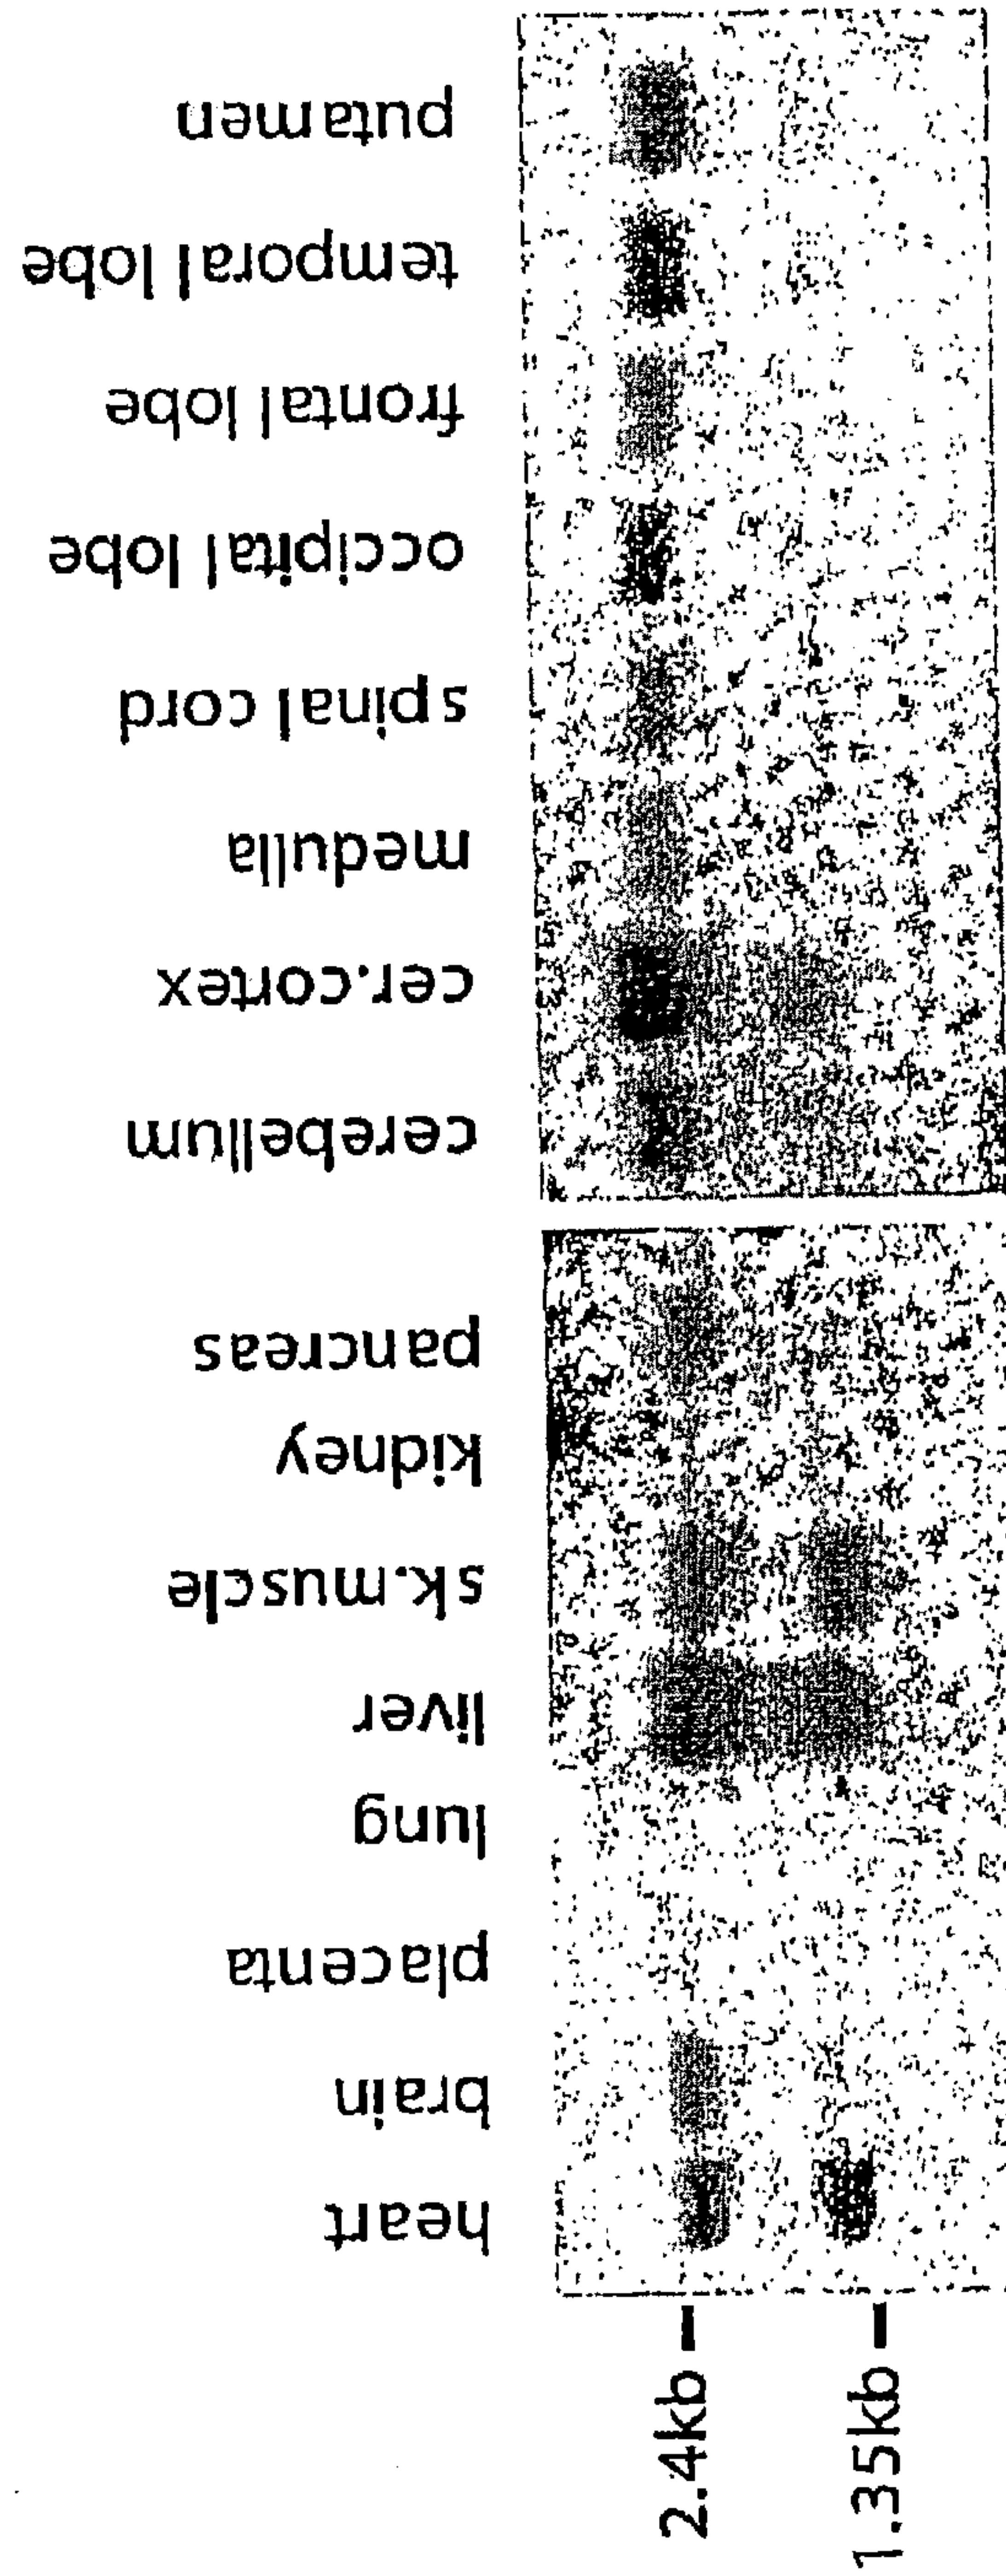 putamen
temporal lobe
frontal lobe
occipital lobe
spinal cord
medulla
cer.cortex
cerebellum
pancreas
kidney
sk.muscle
liver
lung
placenta
brain
heart
2.4kb
1.35kb